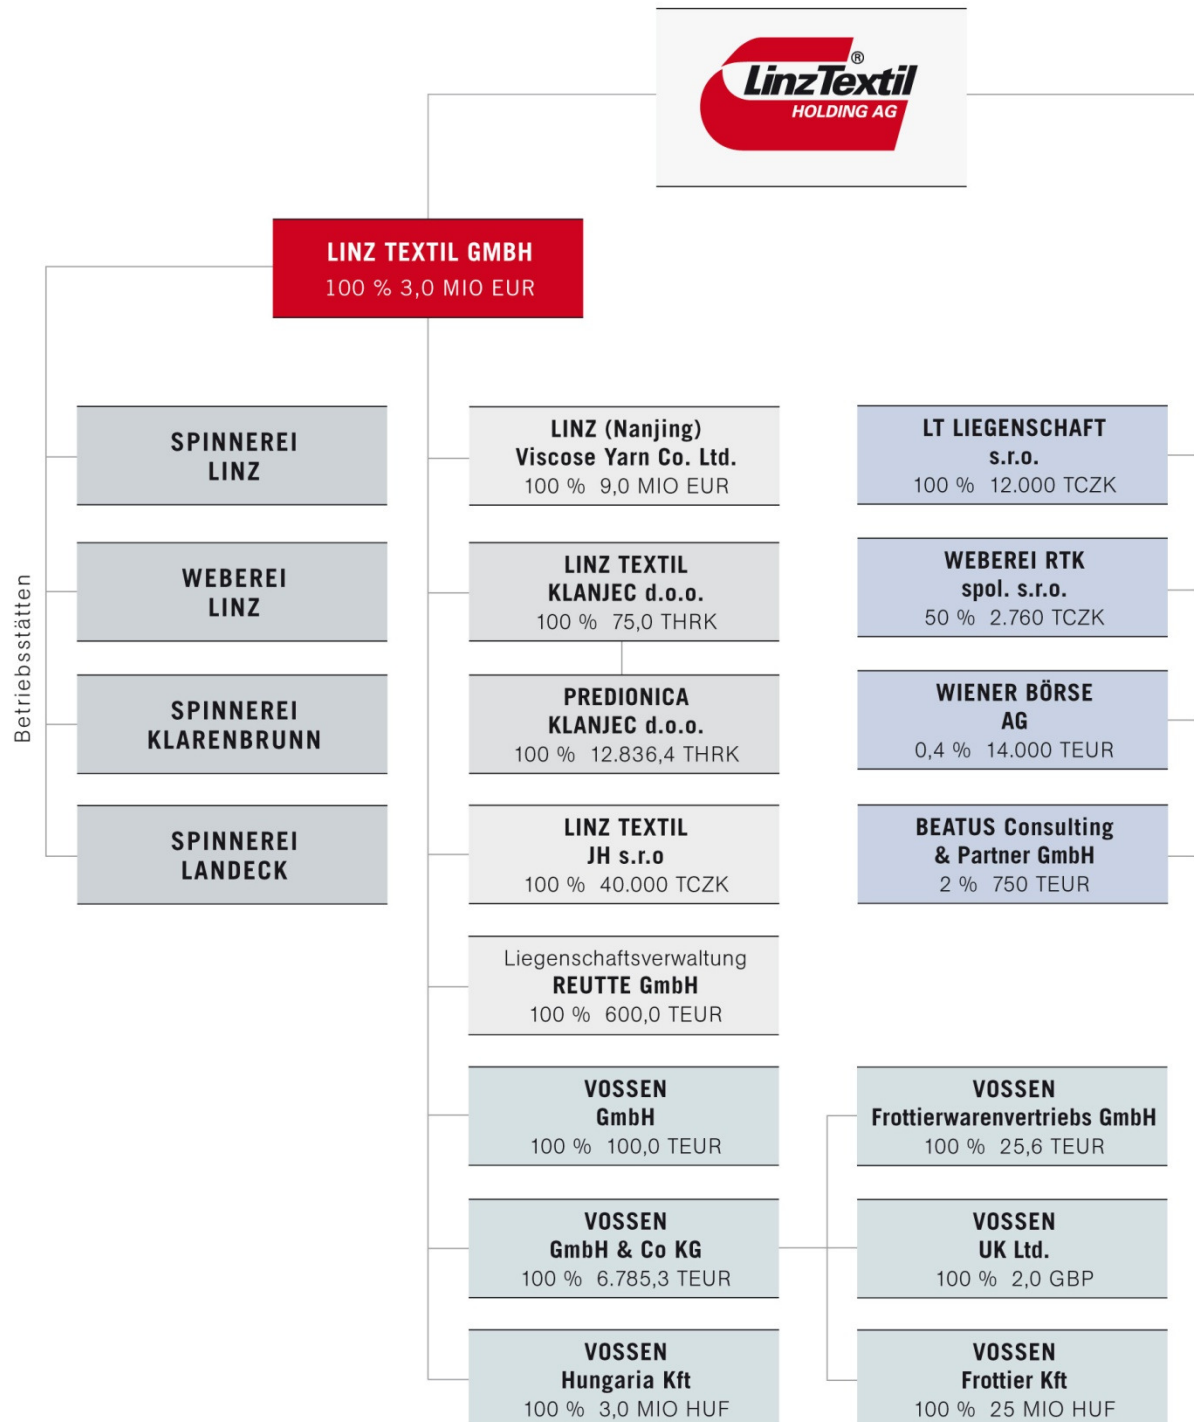 LinzTextil®
HOLDING AG
LINZ TEXTIL GMBH
100 % 3,0 MIO EUR
Betriebsstätten
SPINNEREI
LINZ
WEBEREI
LINZ
SPINNEREI
KLARENBRUNN
SPINNEREI
LANDECK
LINZ (Nanjing)
Viscose Yarn Co. Ltd.
100 % 9,0 MIO EUR
LINZ TEXTIL
KLANJEC d.o.o.
100 % 75,0 THRK
PREDIONICA
KLANJEC d.o.o.
100 % 12.836,4 THRK
LINZ TEXTIL
JH s.r.o
100 % 40.000 TCZK
Liegenschaftsverwaltung
REUTTE GmbH
100 % 600,0 TEUR
VOSSEN
GmbH
100 % 100,0 TEUR
VOSSEN
GmbH & Co KG
100 % 6.785,3 TEUR
VOSSEN
Hungaria Kft
100 % 3,0 MIO HUF
LT LIEGENSCHAFT
s.r.o.
100 % 12.000 TCZK
WEBEREI RTK
spol. s.r.o.
50 % 2.760 TCZK
WIENER BÖRSE
AG
0,4 % 14.000 TEUR
BEATUS Consulting
& Partner GmbH
2 % 750 TEUR
VOSSEN
Frottierwarenvertriebs GmbH
100 % 25,6 TEUR
VOSSEN
UK Ltd.
100 % 2,0 GBP
VOSSEN
Frottier Kft
100 % 25 MIO HUF